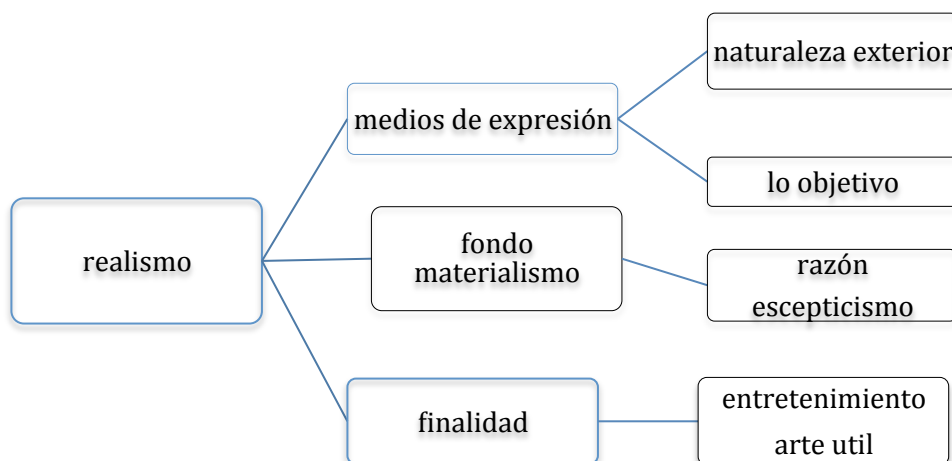 realismo
medios de expresión
naturaleza exterior
lo objetivo
fondo
materialismo
razón
escepticismo
finalidad
entretenimiento
arte util